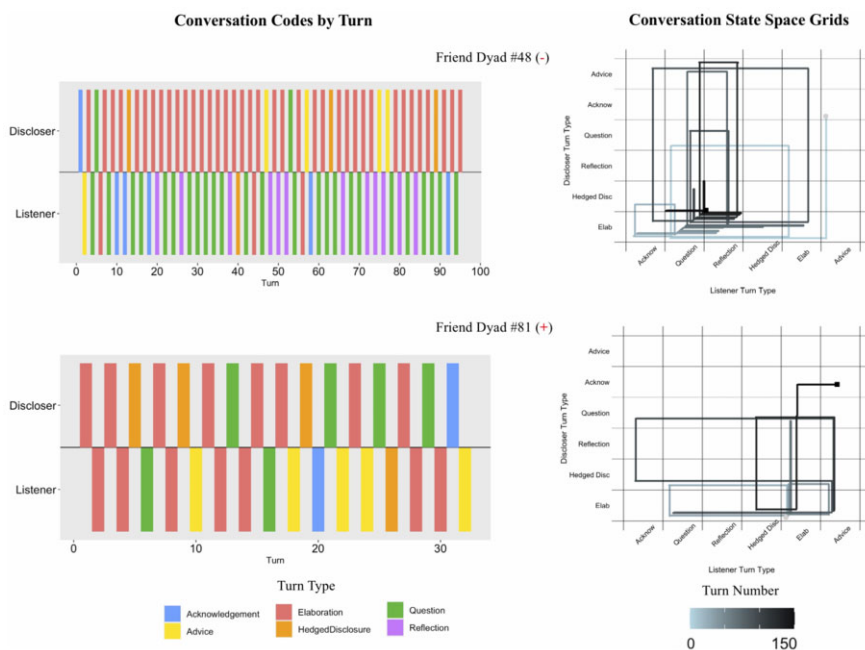 Conversation Codes by Turn
Conversation State Space Grids
Friend Dyad #48 (-)
Discloser
Listener
0 10 20 30 40 50 60 70 80 90 100
Turn
Discloser Turn Type
Advice
Acknow
Question
Reflection
Hedged Disc
Elab
Acknow Question Reflection Hedged Disc Elab Advice
Listener Turn Type
Friend Dyad #81 (+)
Discloser
Listener
0 10 20 30
Turn
Discloser Turn Type
Advice
Acknow
Question
Reflection
Hedged Disc
Elab
Acknow Question Reflection Hedged Disc Elab Advice
Listener Turn Type
Turn Type
Acknowledgement Elaboration Question
Advice HedgedDisclosure Reflection
Turn Number
0 150